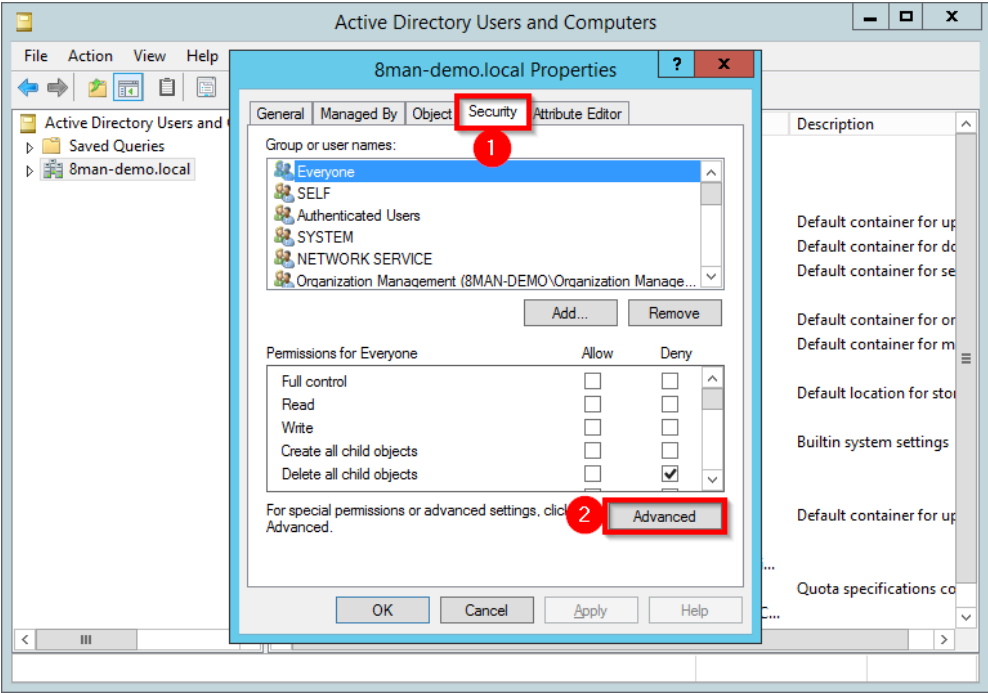 Active Directory Users and Computers
File Action View Help
8man-demo.local Properties
? x
General Managed By Object Security Attribute Editor
1
Active Directory Users and
Saved Queries
8man-demo.local
Group or user names:
Everyone
SELF
Authenticated Users
SYSTEM
NETWORK SERVICE
Organization Management (8MAN-DEMO\Organization Manage...
Add... Remove
Permissions for Everyone Allow Deny
Full control
Read
Write
Create all child objects
Delete all child objects
For special permissions or advanced settings, click
Advanced.
2
Advanced
OK Cancel Apply Help
Description
Default container for up
Default container for do
Default container for se
Default container for or
Default container for m
Default location for stor
Builtin system settings
Default container for up
Quota specifications co